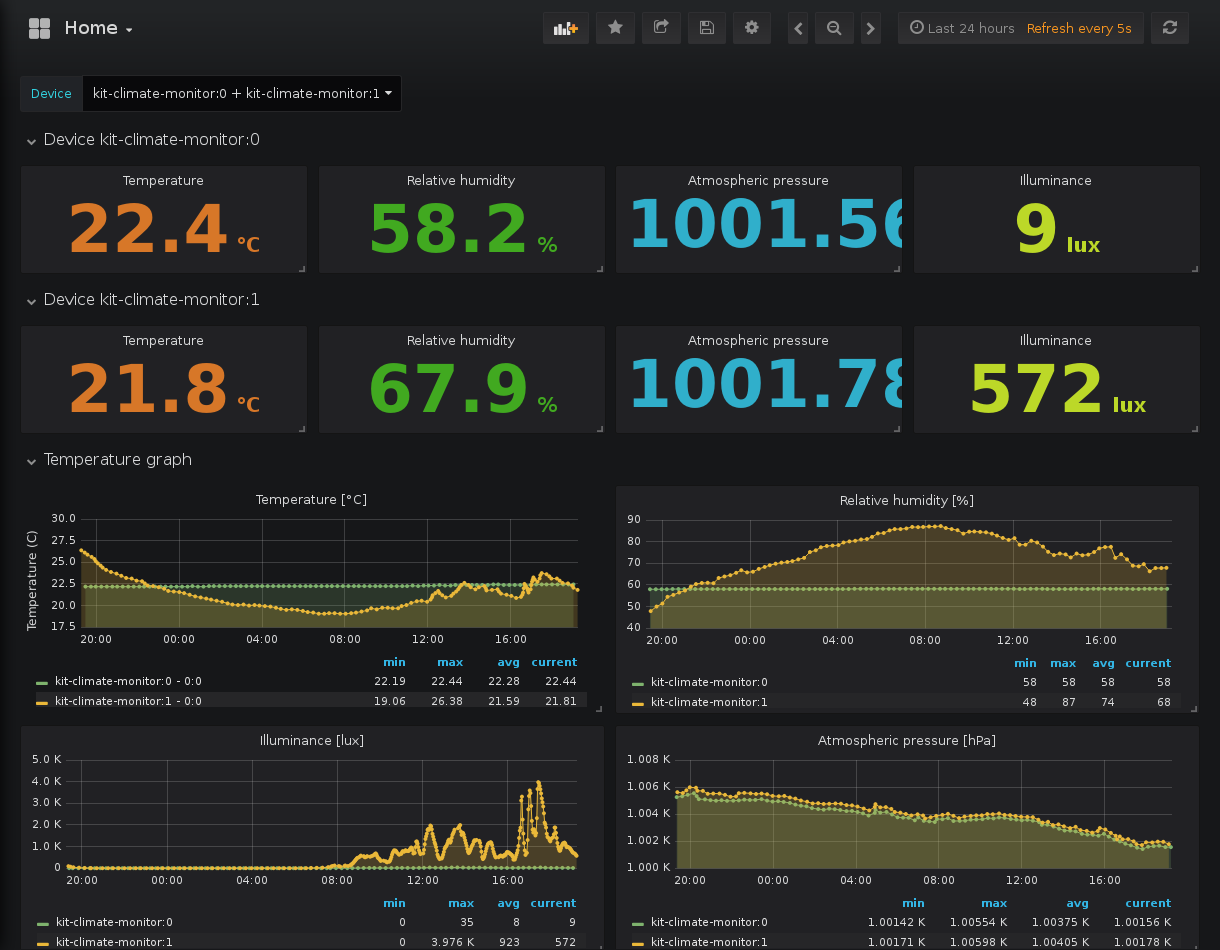 Home
Last 24 hours Refresh every 5s
Device kit-climate-monitor:0 + kit-climate-monitor:1
Device kit-climate-monitor:0
Temperature Relative humidity Atmospheric pressure Illuminance
22.4 °C 58.2 % 1001.56 9 lux
Device kit-climate-monitor:1
Temperature Relative humidity Atmospheric pressure Illuminance
21.8 °C 67.9 % 1001.78 572 lux
Temperature graph
Temperature [°C]
Temperature (C)
30.0
27.5
25.0
22.5
20.0
17.5
20:00 00:00 04:00 08:00 12:00 16:00
min max avg current
kit-climate-monitor:0 - 0:0 22.19 22.44 22.28 22.44
kit-climate-monitor:1 - 0:0 19.06 26.38 21.59 21.81
Relative humidity [%]
90
80
70
60
50
40
20:00 00:00 04:00 08:00 12:00 16:00
min max avg current
kit-climate-monitor:0 58 58 58 58
kit-climate-monitor:1 48 87 74 68
Illuminance [lux]
5.0 K
4.0 K
3.0 K
2.0 K
1.0 K
0
20:00 00:00 04:00 08:00 12:00 16:00
min max avg current
kit-climate-monitor:0 0 35 8 9
kit-climate-monitor:1 0 3.976 K 923 572
Atmospheric pressure [hPa]
1.008 K
1.006 K
1.004 K
1.002 K
1.000 K
20:00 00:00 04:00 08:00 12:00 16:00
min max avg current
kit-climate-monitor:0 1.00142 K 1.00554 K 1.00375 K 1.00156 K
kit-climate-monitor:1 1.00171 K 1.00598 K 1.00405 K 1.00178 K